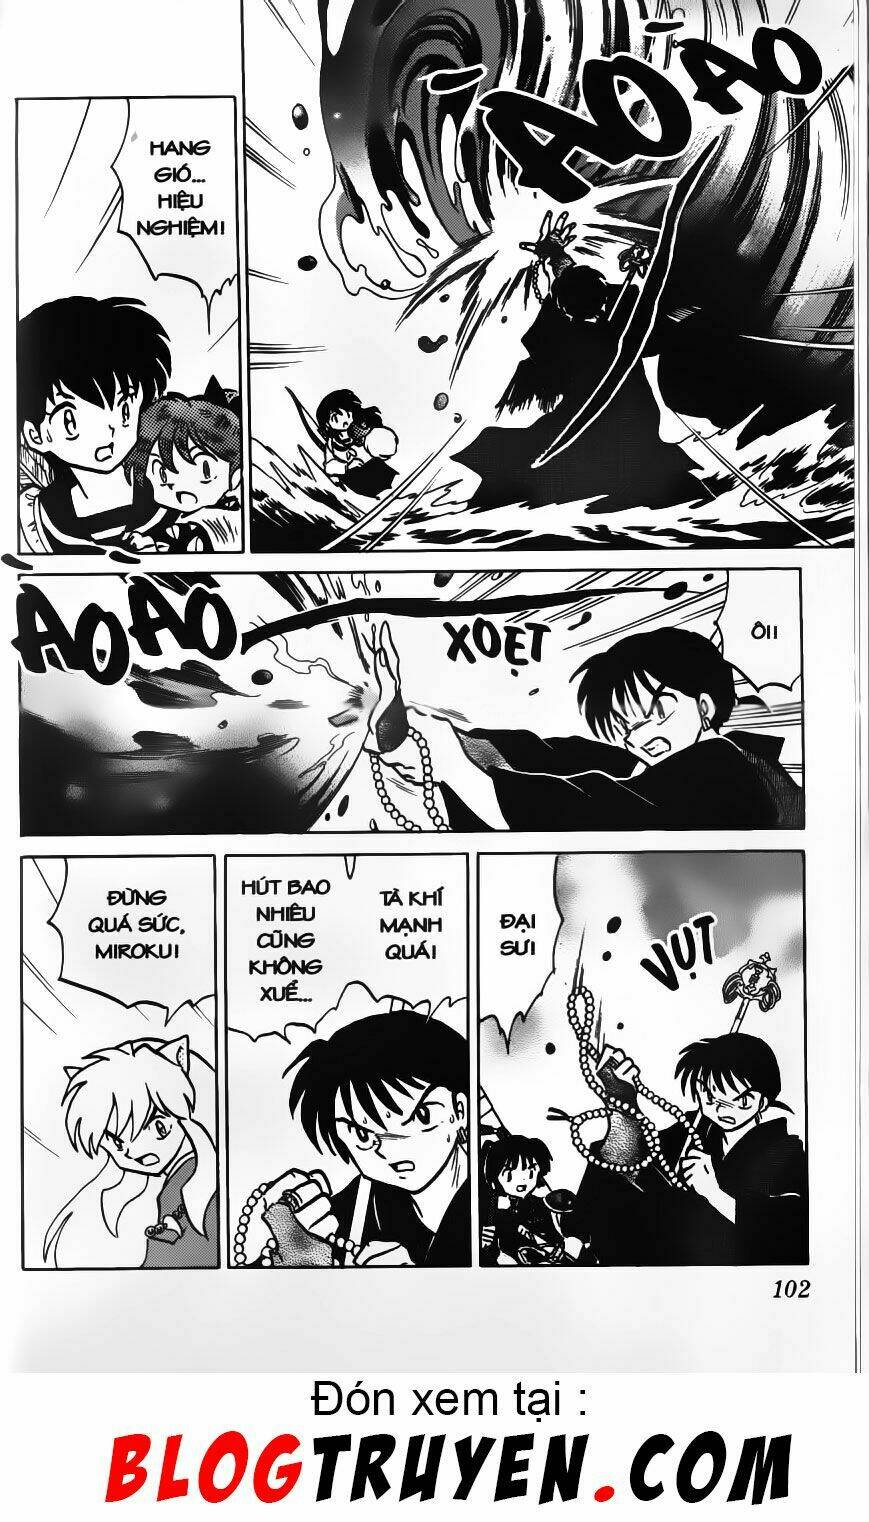 ÀO ÀO
HANG
GIÓ...
HIỆU
NGHIỆM!
ÀO ÀO
XOẸT
ÔI!
VỤT
ĐẠI
SƯ!
TÀ KHÍ
MẠNH
QUÁ!
HÚT BAO
NHIÊU
CŨNG
KHÔNG
XUỂ...
ĐỪNG
QUÁ SỨC,
MIROKU!
102
Đón xem tại :
BLOGTRUYEN.COM